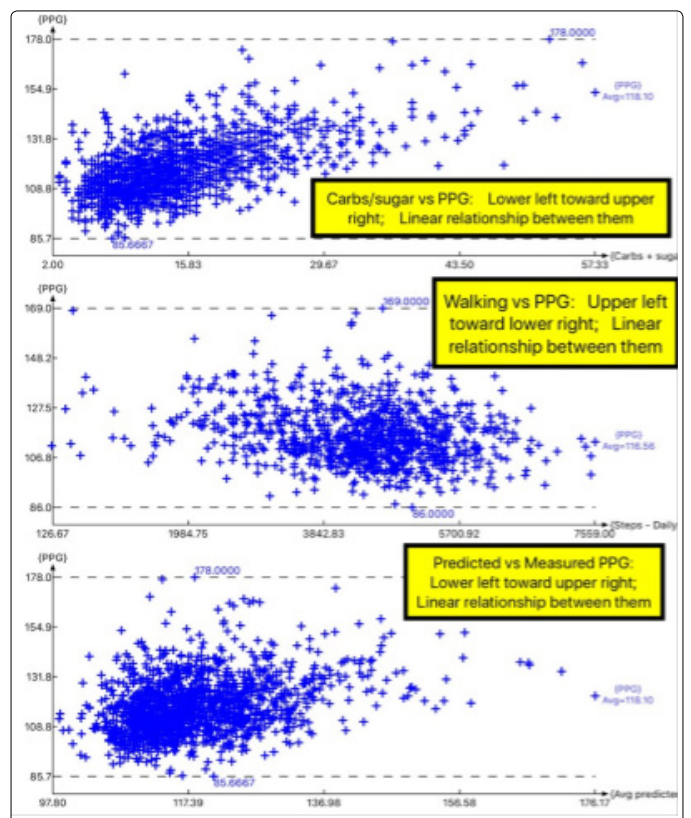 {PPG}
178.0
178.0000
154.9
{PPG}
Avg=118.10
131.8
Carbs/sugar vs PPG: Lower left toward upper
right; Linear relationship between them
108.8
85.7
85.6667
2.00 15.83 29.67 43.50 57.33
{Carbs + suga
{PPG}
169.0
169.0000
Walking vs PPG: Upper left
toward lower right; Linear
relationship between them
148.2
127.5
{PPG}
Avg=116.56
106.8
86.0
86.0000
126.67 1984.75 3842.83 5700.92 7559.00
{Steps - Daily
{PPG}
178.0
178.0000
Predicted vs Measured PPG:
Lower left toward upper right;
Linear relationship between them
154.9
131.8
{PPG}
Avg=118.10
108.8
85.7
85.6667
97.80 117.39 136.98 156.58 176.17
{Avg predicte